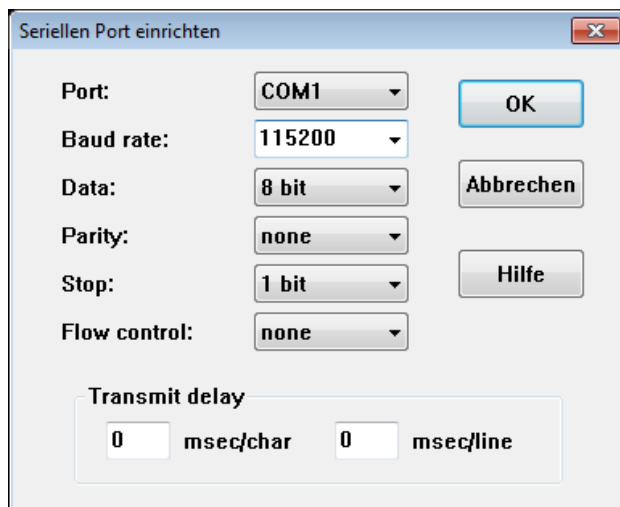 Seriellen Port einrichten
Port: COM1 OK
Baud rate: 115200
Data: 8 bit Abbrechen
Parity: none
Stop: 1 bit Hilfe
Flow control: none
Transmit delay
0 msec/char 0 msec/line